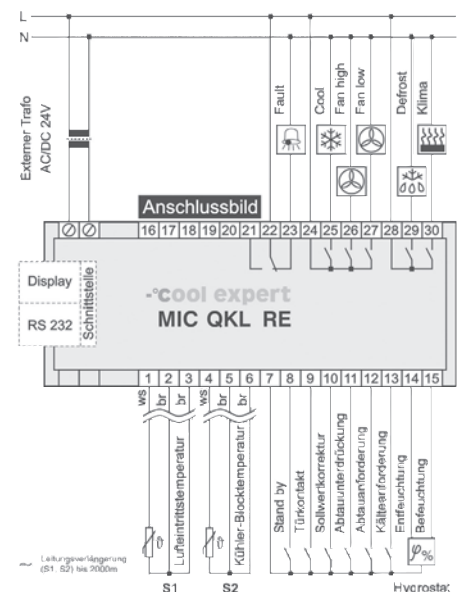 L
N
Externer Trafo
AC/DC 24V
Fault
Cool
Fan high
Fan low
Defrost
Klima
Anschlussbild
16 17 18 19 20 21 22 23 24 25 26 27 28 29 30
Display
RS 232
Schnittstelle
cool expert
MIC QKL RE
1 2 3 4 5 6 7 8 9 10 11 12 13 14 15
ws
br
br
ws
br
br
Lufteintrittstemperatur
Kühler-Blocktemperatur
Stand by
Türkontakt
Sollwertkorrektur
Abtauunterdrückung
Abtauanforderung
Kälteanforderung
Entfeuchtung
Befeuchtung
φ%
Leitungsverlängerung
(S1, S2) bis 2000m
S1
S2
Hygrostat